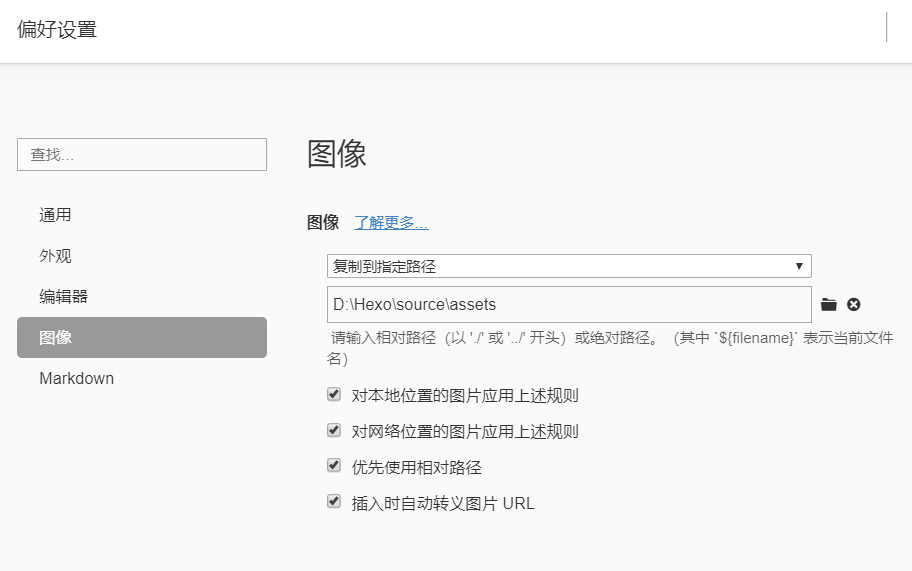 偏好设置
查找...
通用
外观
编辑器
图像
Markdown
图像
图像 了解更多...
复制到指定路径
D:\Hexo\source\assets
请输入相对路径（以 './' 或 '../' 开头）或绝对路径。（其中 `${filename}` 表示当前文件
名）
对本地位置的图片应用上述规则
对网络位置的图片应用上述规则
优先使用相对路径
插入时自动转义图片 URL